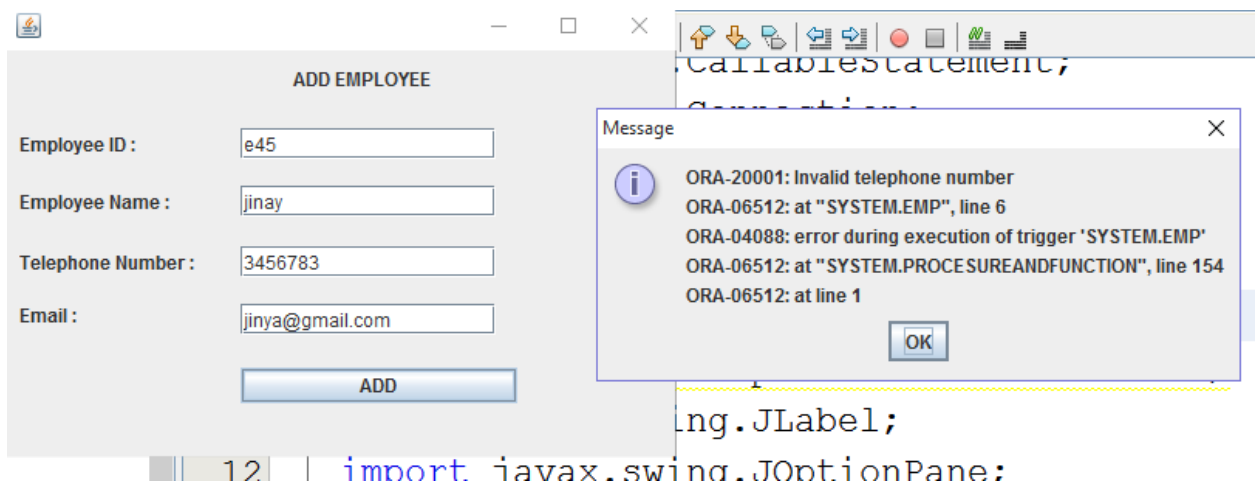 ADD EMPLOYEE
Employee ID :
e45
Employee Name :
jinay
Telephone Number :
3456783
Email :
jinya@gmail.com
ADD
.CallableStatement;
.Connection;
Message
ORA-20001: Invalid telephone number
ORA-06512: at "SYSTEM.EMP", line 6
ORA-04088: error during execution of trigger 'SYSTEM.EMP'
ORA-06512: at "SYSTEM.PROCESUREANDFUNCTION", line 154
ORA-06512: at line 1
OK
ing.JLabel;
12 import javax.swing.JOptionPane;